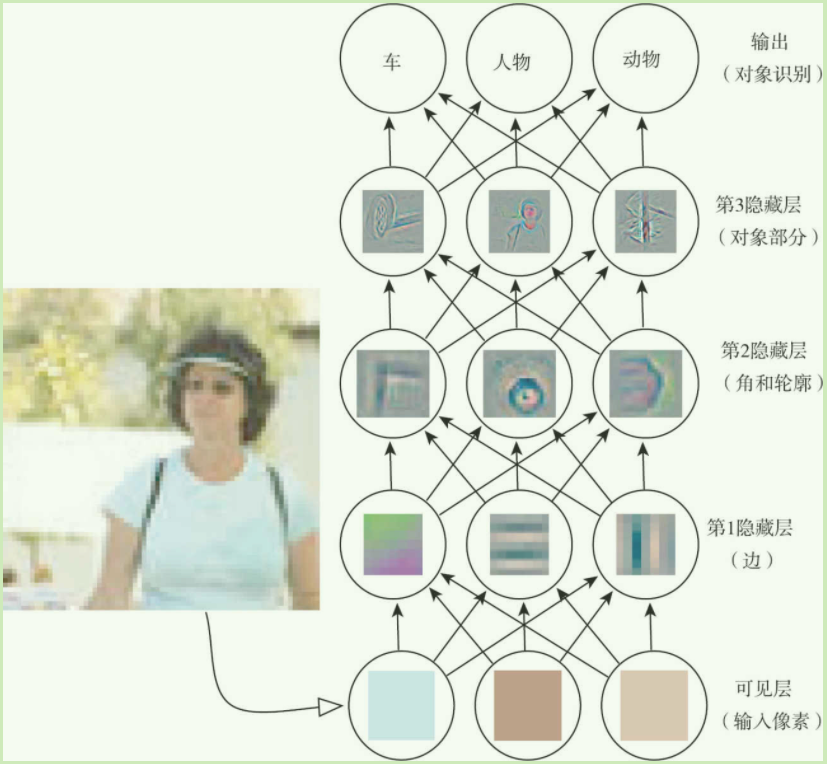 车
人物
动物
输出
（对象识别）
第3隐藏层
（对象部分）
第2隐藏层
（角和轮廓）
第1隐藏层
（边）
可见层
（输入像素）